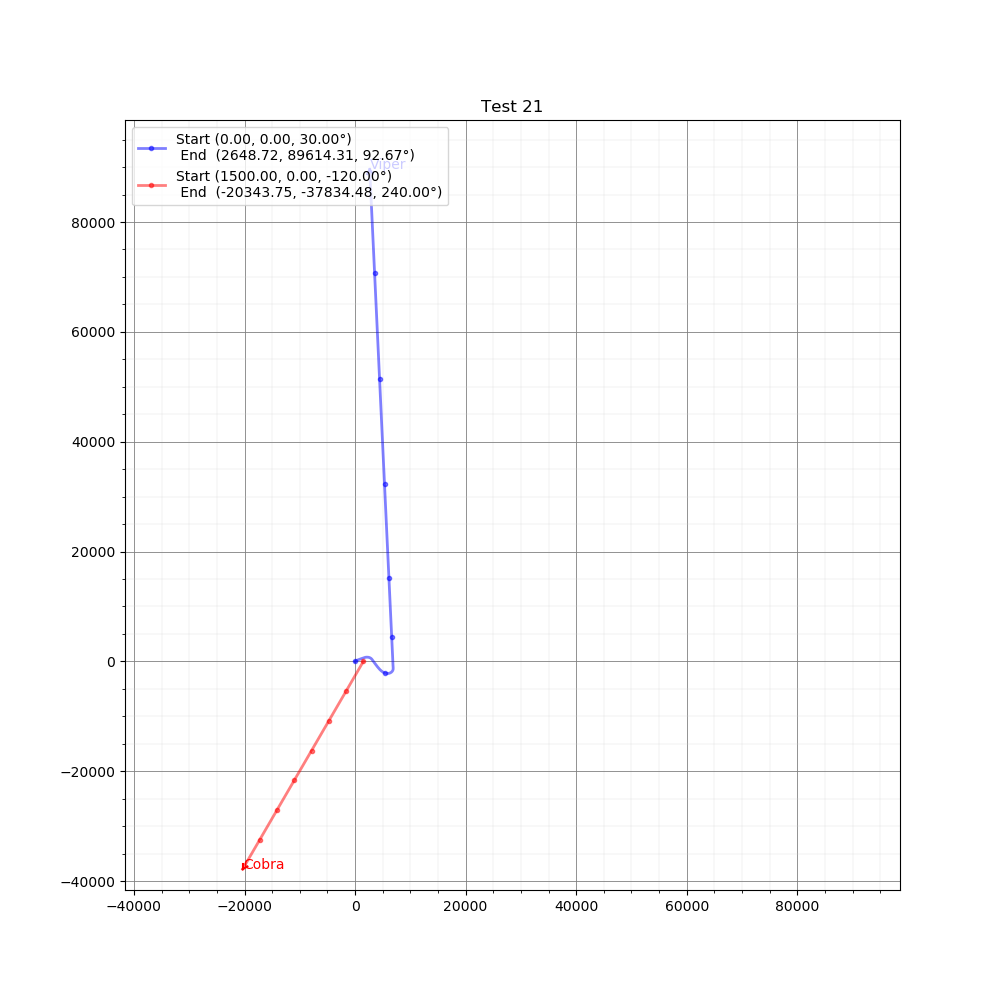 Test 21
Start (0.00, 0.00, 30.00°)
End (2648.72, 89614.31, 92.67°)
Start (1500.00, 0.00, -120.00°)
End (-20343.75, -37834.48, 240.00°)
Viper
80000
60000
40000
20000
0
−20000
−40000
Cobra
−40000 −20000 0 20000 40000 60000 80000